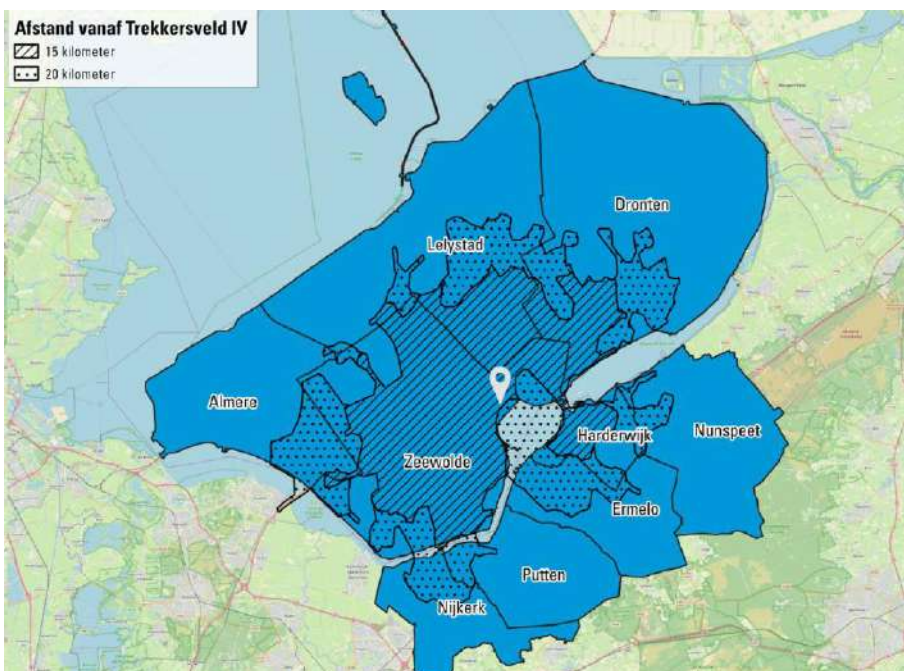 Afstand vanaf Trekkersveld IV
15 kilometer
20 kilometer
Dronten
Lelystad
Almere
Harderwijk
Nunspeet
Zeewolde
Ermelo
Putten
Nijkerk